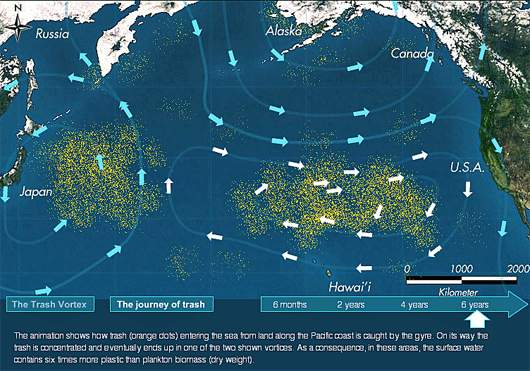 N
Russia
Alaska
Canada
U.S.A.
Japan
Hawai'i
0 1000 2000
Kilometer
The Trash Vortex
The journey of trash
6 months 2 years 4 years 6 years
The animation shows how trash (orange dots) entering the sea from land along the Pacific coast is caught by the gyre. On its way the
trash is concentrated and eventually ends up in one of the two shown vortices. As a consequence, in these areas, the surface water
contains six times more plastic than plankton biomass (dry weight).